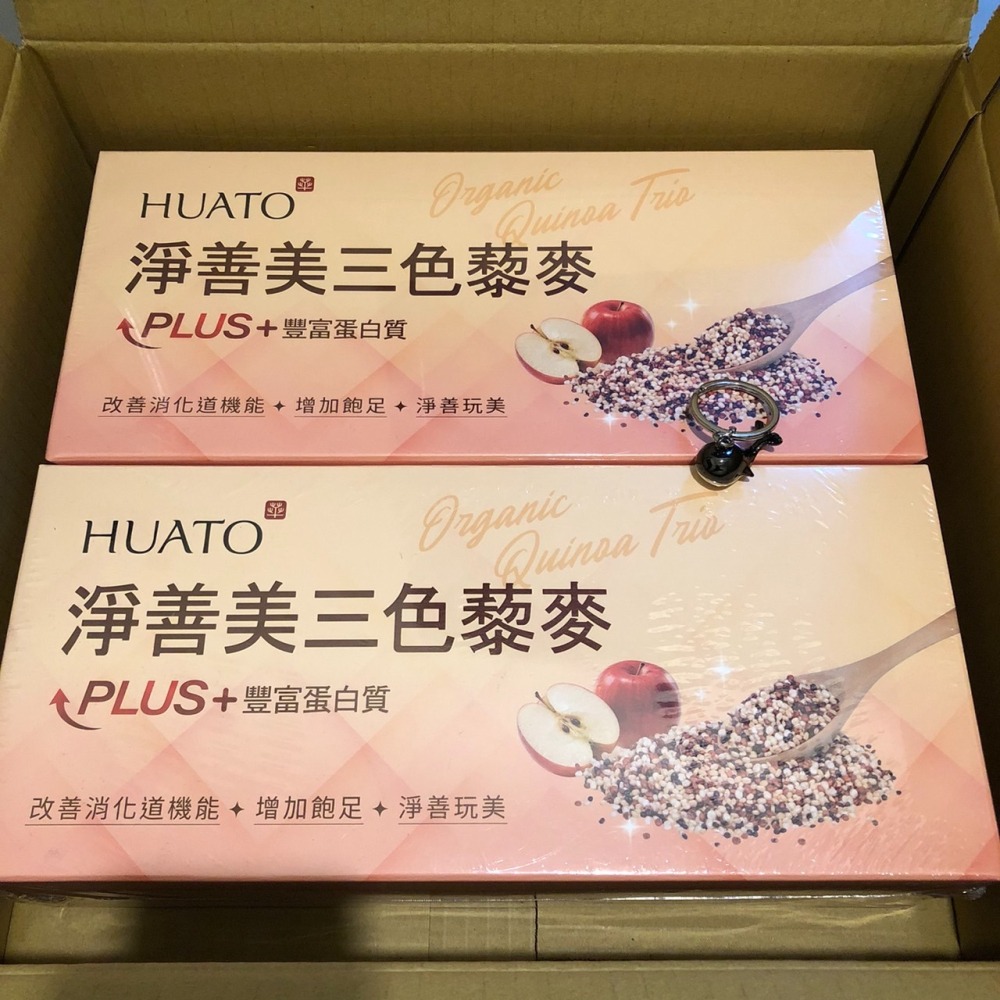 HUATO
Organic
Quinoa Trio
淨善美三色藜麥
PLUS+豐富蛋白質
改善消化道機能✦增加飽足✦淨善玩美
HUATO
Organic
Quinoa Trio
淨善美三色藜麥
PLUS+豐富蛋白質
改善消化道機能✦增加飽足✦淨善玩美